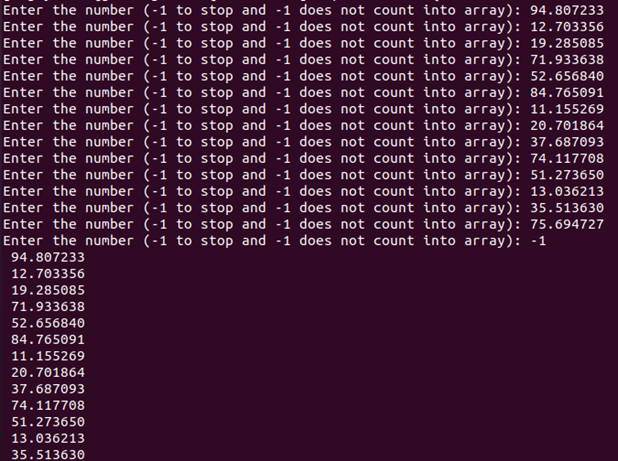 Enter the number (-1 to stop and -1 does not count into array): 94.807233
Enter the number (-1 to stop and -1 does not count into array): 12.703356
Enter the number (-1 to stop and -1 does not count into array): 19.285085
Enter the number (-1 to stop and -1 does not count into array): 71.933638
Enter the number (-1 to stop and -1 does not count into array): 52.656840
Enter the number (-1 to stop and -1 does not count into array): 84.765091
Enter the number (-1 to stop and -1 does not count into array): 11.155269
Enter the number (-1 to stop and -1 does not count into array): 20.701864
Enter the number (-1 to stop and -1 does not count into array): 37.687093
Enter the number (-1 to stop and -1 does not count into array): 74.117708
Enter the number (-1 to stop and -1 does not count into array): 51.273650
Enter the number (-1 to stop and -1 does not count into array): 13.036213
Enter the number (-1 to stop and -1 does not count into array): 35.513630
Enter the number (-1 to stop and -1 does not count into array): 75.694727
Enter the number (-1 to stop and -1 does not count into array): -1
94.807233
12.703356
19.285085
71.933638
52.656840
84.765091
11.155269
20.701864
37.687093
74.117708
51.273650
13.036213
35.513630